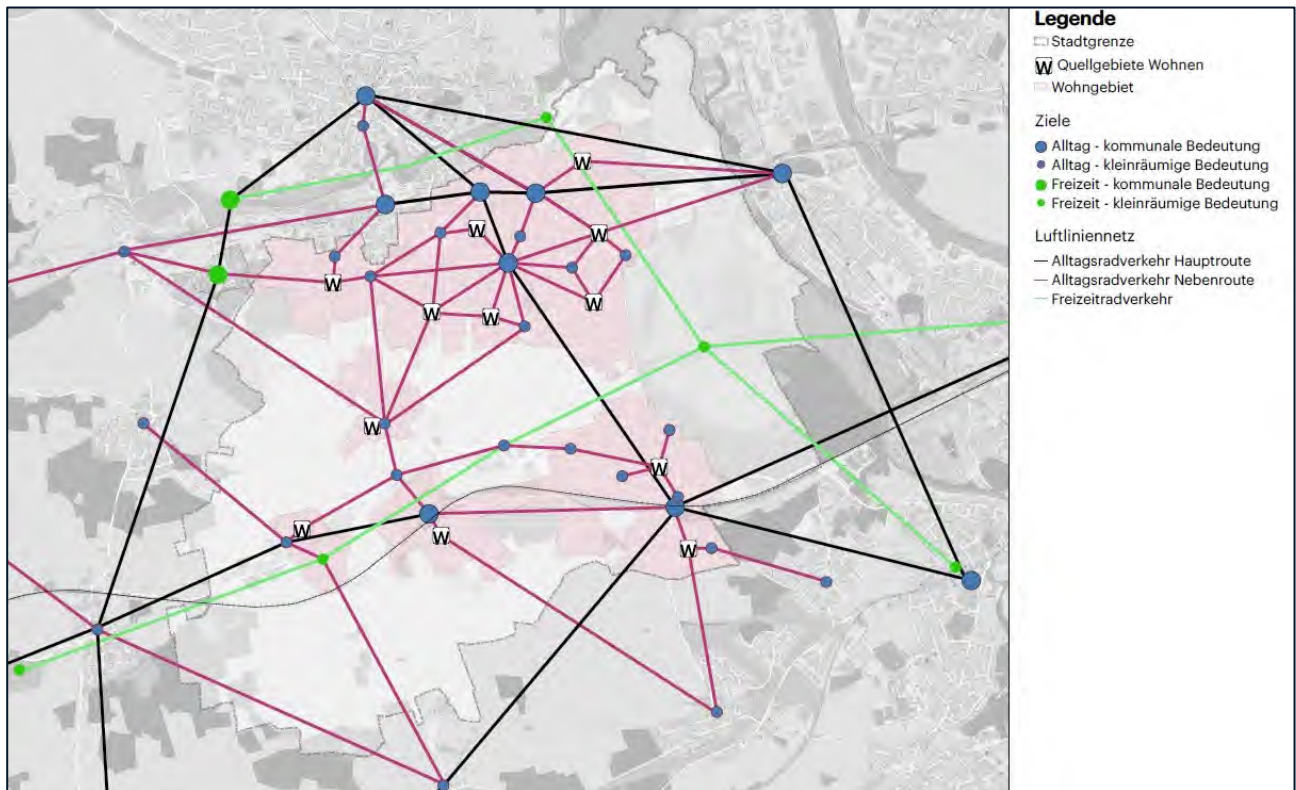 Legende
Stadtgrenze
W Quellgebiete Wohnen
Wohngebiet
Ziele
Alltag - kommunale Bedeutung
Alltag - kleinräumige Bedeutung
Freizeit - kommunale Bedeutung
Freizeit - kleinräumige Bedeutung
Luftliniennetz
Alltagsradverkehr Hauptroute
Alltagsradverkehr Nebenroute
Freizeitradverkehr
W
W
W
W
W
W
W
W
W
W
W
W